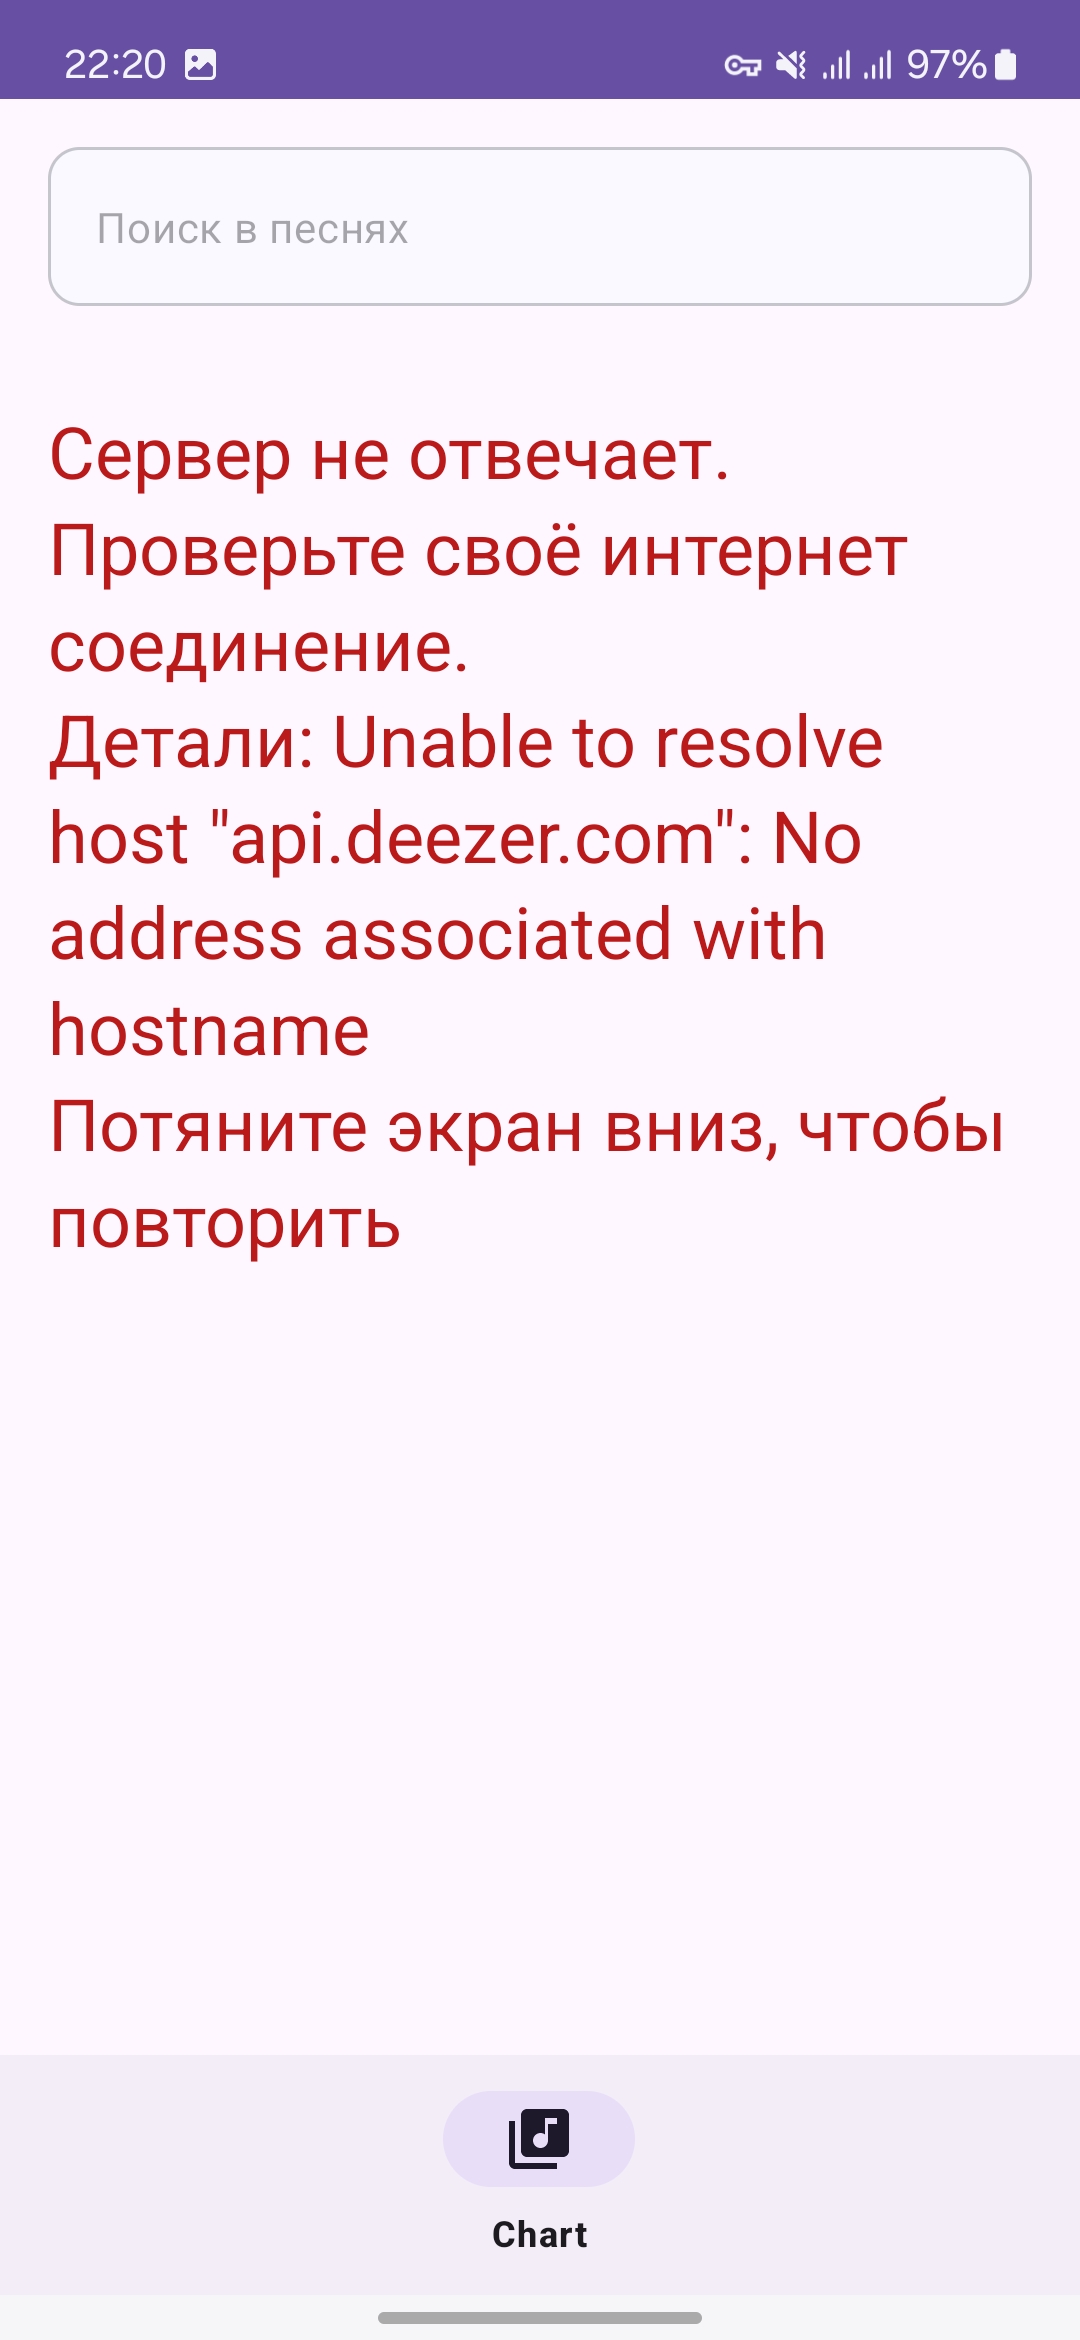 22:20
97%
Поиск в песнях
Сервер не отвечает.
Проверьте своё интернет
соединение.
Детали: Unable to resolve
host "api.deezer.com": No
address associated with
hostname
Потяните экран вниз, чтобы
повторить
Chart